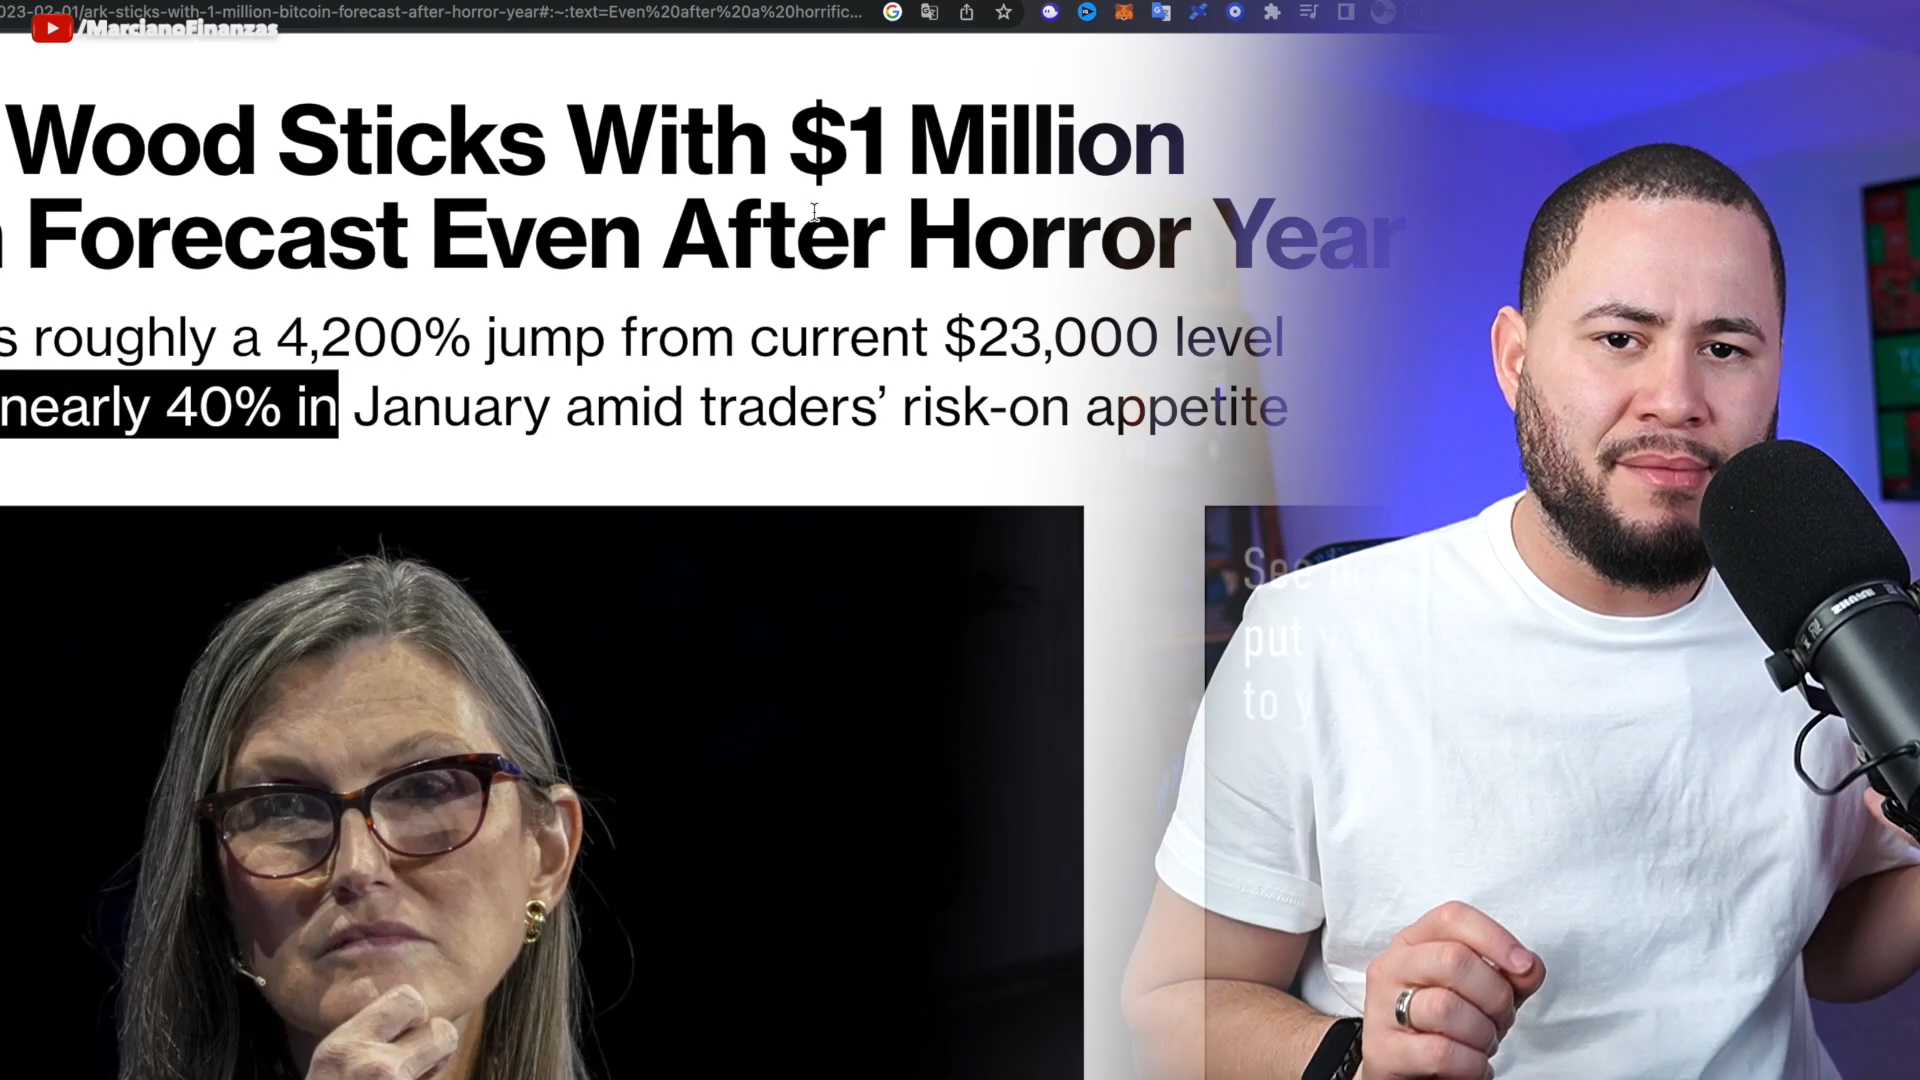 023-02-01/ark-sticks-with-1-million-bitcoin-forecast-after-horror-year#:~:text=Even%20after%20a%20horrific...
/MarcianoFinanzas
Wood Sticks With $1 Million
Forecast Even After Horror Year
s roughly a 4,200% jump from current $23,000 level
nearly 40% in January amid traders’ risk-on appetite
See
put
to
SHURE